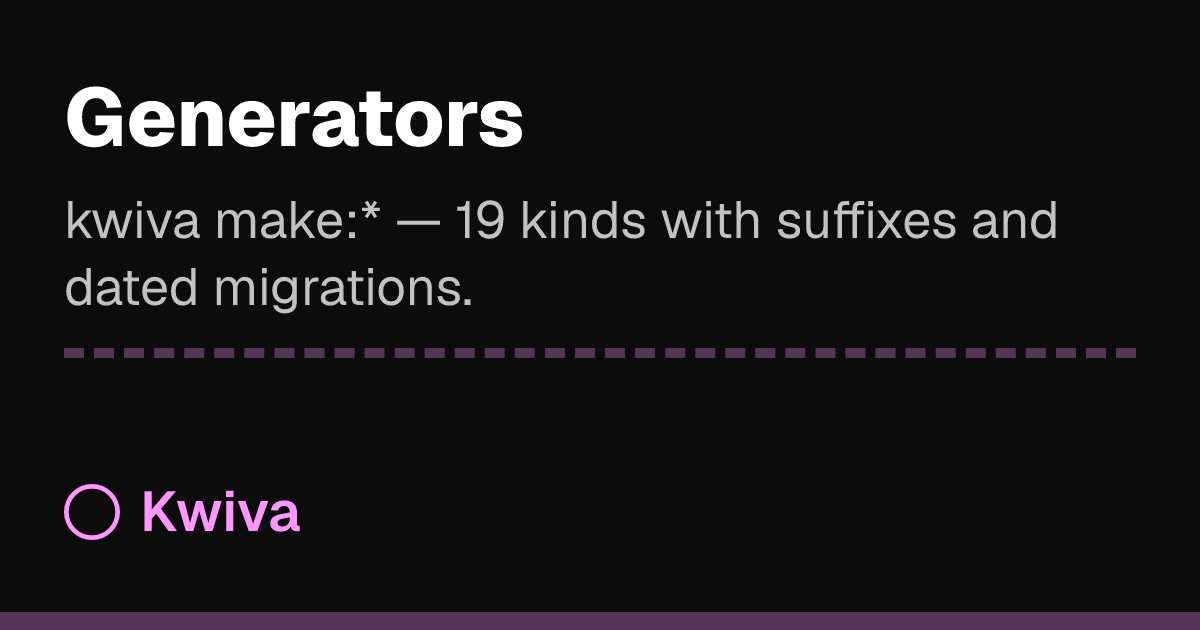 Generators
kwiva make:* — 19 kinds with suffixes and
dated migrations.
Kwiva